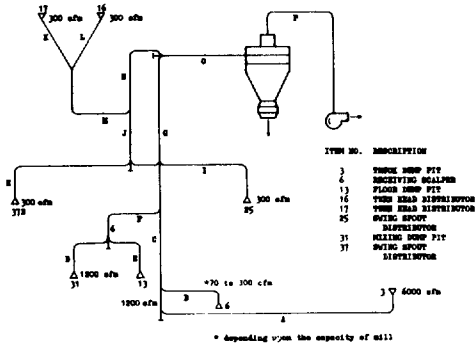 17
300 cfm
16
300 cfm
K
L
M
N
J
O
G
P
I
300 cfm
37
300 cfm
25
F
C
1200 cfm
31
13
1200 cfm
*70 to 300 cfm
6
3
6000 cfm
A
ITEM NO. DESCRIPTION
3 TRUCK DUMP PIT
6 RECEIVING SCALPER
13 FLOOR DUMP PIT
16 TURN HEAD DISTRIBUTOR
17 TURN HEAD DISTRIBUTOR
25 SWING SPOUT
DISTRIBUTOR
31 MIXING DUMP PIT
37 SWING SPOUT
DISTRIBUTOR
* depending upon the capacity of mill